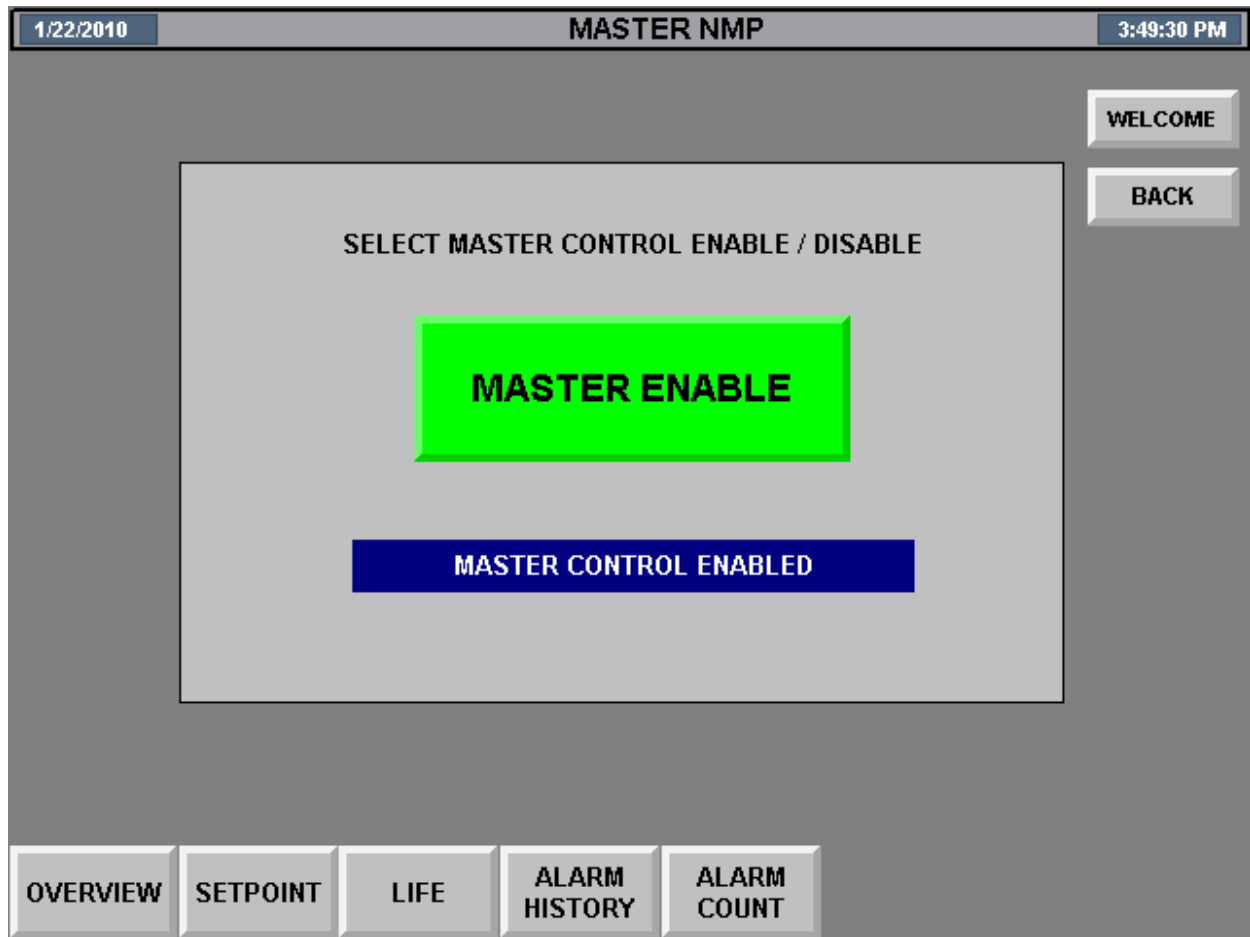 1/22/2010
MASTER NMP
3:49:30 PM
WELCOME
BACK
SELECT MASTER CONTROL ENABLE / DISABLE
MASTER ENABLE
MASTER CONTROL ENABLED
OVERVIEW
SETPOINT
LIFE
ALARM
HISTORY
ALARM
COUNT